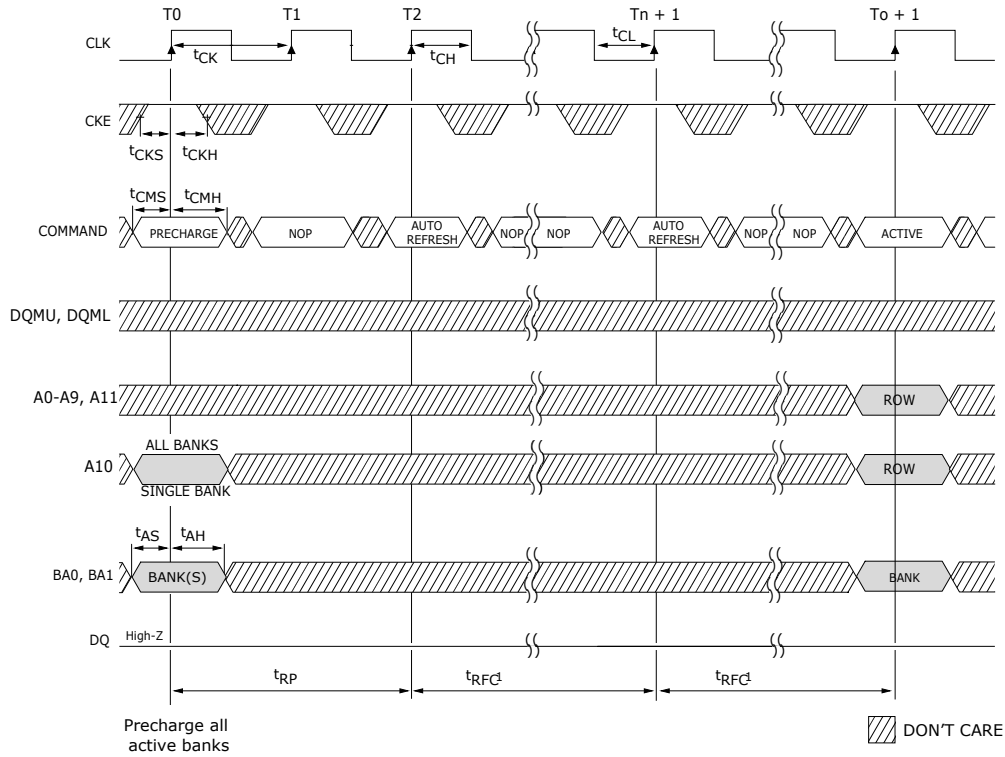 T0 T1 T2 Tn + 1 To + 1
CLK
tCK tCH tCL
CKE
tCKS tCKH
tCMS tCMH
COMMAND PRECHARGE NOP AUTO REFRESH NOP NOP AUTO REFRESH NOP NOP ACTIVE
DQMU, DQML
A0-A9, A11 ROW
ALL BANKS
A10 ROW
SINGLE BANK
tAS tAH
BA0, BA1 BANK(S) BANK
DQ High-Z
tRP tRFC1 tRFC1
Precharge all
active banks
DON'T CARE